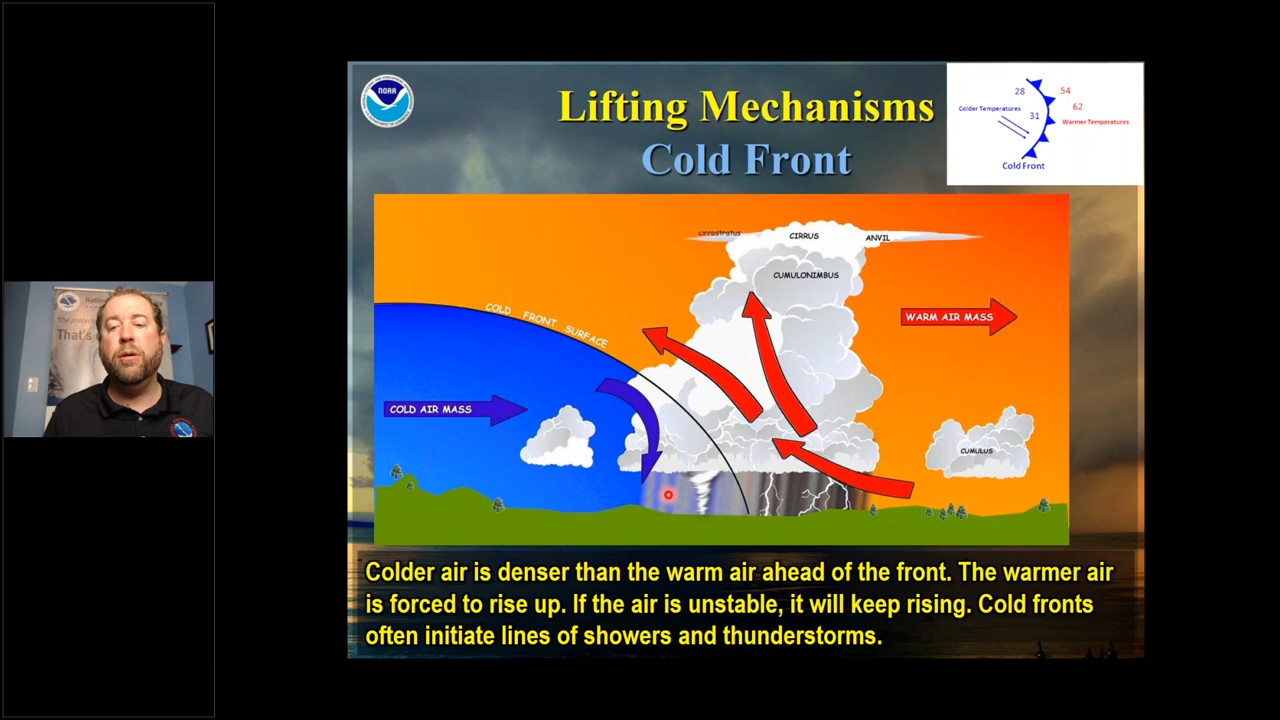 NOAA
Lifting Mechanisms
Cold Front
28
54
Colder Temperatures
62
31
Warmer Temperatures
Cold Front
cirrostratus
CIRRUS
ANVIL
CUMULONIMBUS
COLD FRONT SURFACE
WARM AIR MASS
COLD AIR MASS
CUMULUS
Colder air is denser than the warm air ahead of the front. The warmer air
is forced to rise up. If the air is unstable, it will keep rising. Cold fronts
often initiate lines of showers and thunderstorms.
That's